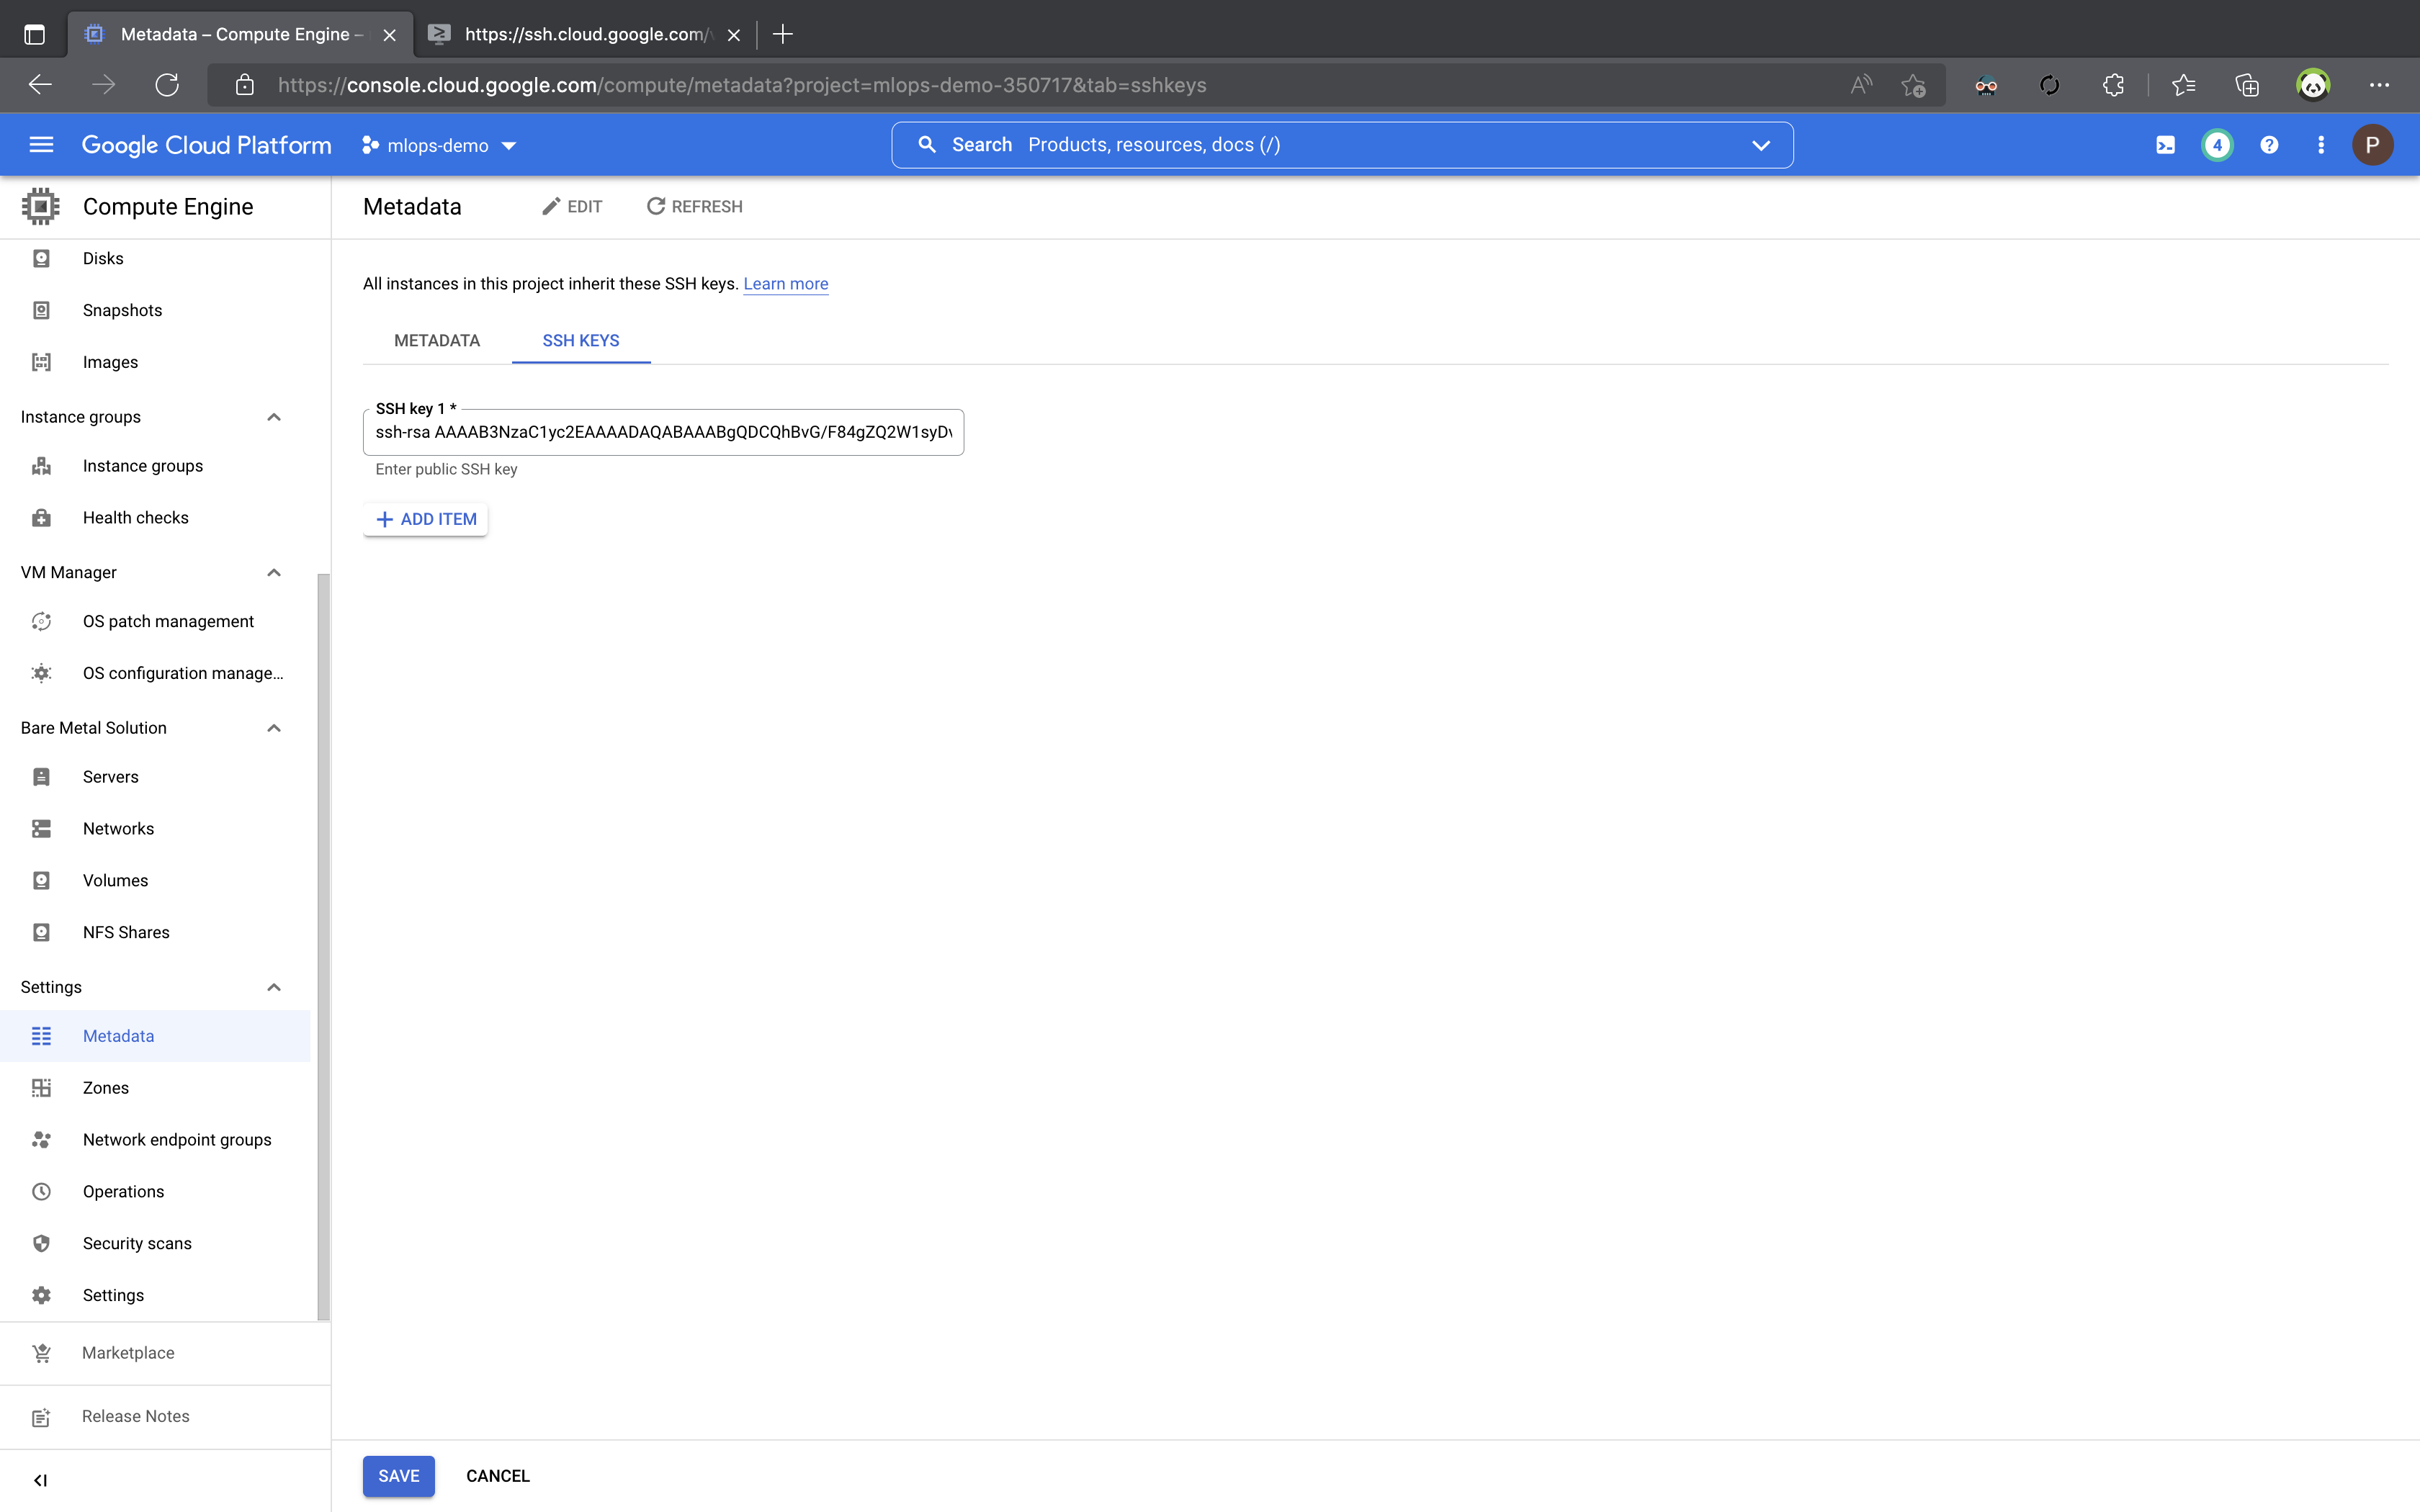 Metadata – Compute Engine –
https://ssh.cloud.google.com/
https://console.cloud.google.com/compute/metadata?project=mlops-demo-350717&tab=sshkeys
Google Cloud Platform
mlops-demo
Search Products, resources, docs (/)
4
P
Compute Engine
Metadata
EDIT
REFRESH
Disks
Snapshots
Images
Instance groups
Instance groups
Health checks
VM Manager
OS patch management
OS configuration manage...
Bare Metal Solution
Servers
Networks
Volumes
NFS Shares
Settings
Metadata
Zones
Network endpoint groups
Operations
Security scans
Settings
Marketplace
Release Notes
All instances in this project inherit these SSH keys. Learn more
METADATA
SSH KEYS
SSH key 1 *
ssh-rsa AAAAB3NzaC1yc2EAAAADAQABAAABgQDCQhBvG/F84gZQ2W1syDv
Enter public SSH key
+ ADD ITEM
SAVE
CANCEL